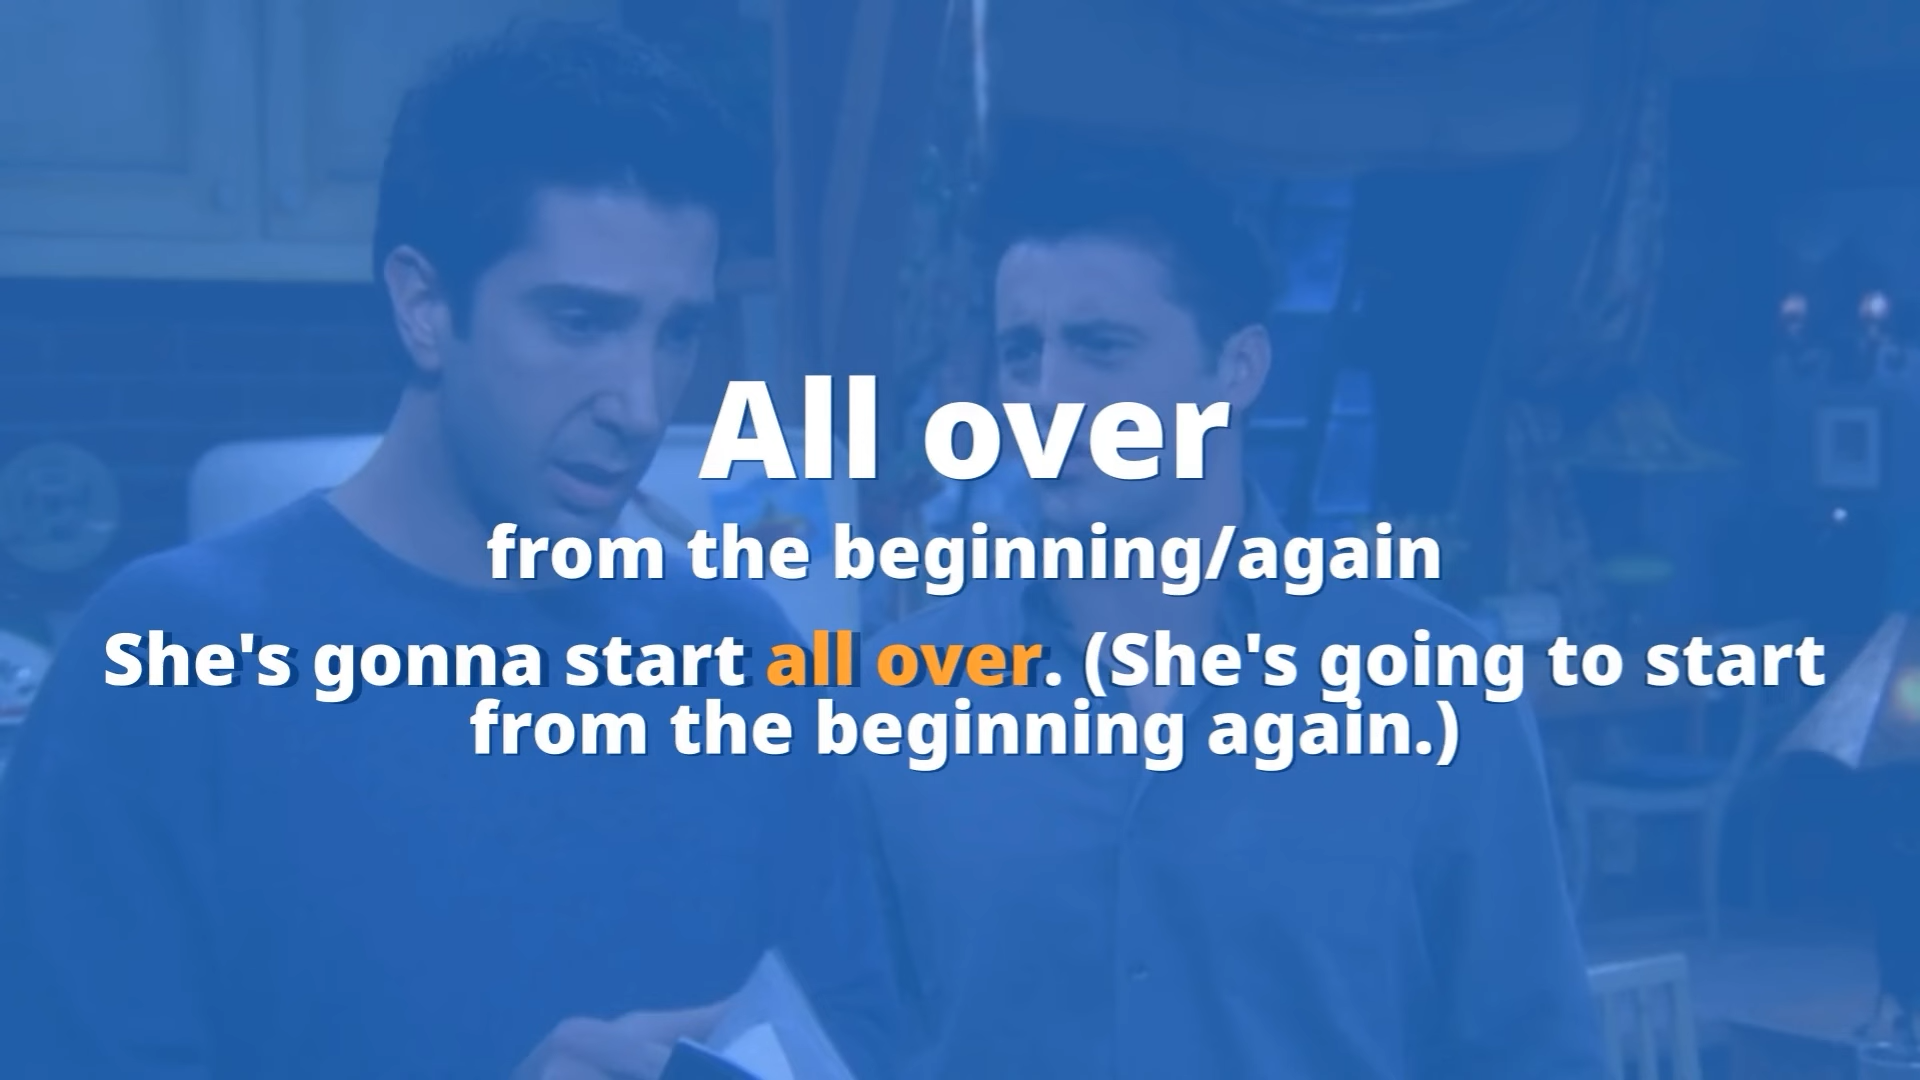 All over
from the beginning/again
She's gonna start all over. (She's going to start
from the beginning again.)